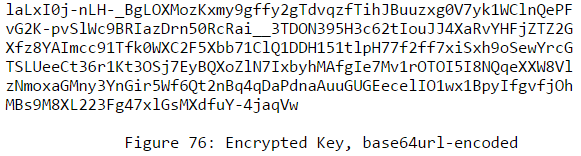 laLxI0j-nLH-_BgLOXMozKxmy9gffy2gTdvqzfTihJBuuzxg0V7yk1WClnQePF
vG2K-pvSlWc9BRIazDrn50RcRai__3TDON395H3c62tIouJJ4XaRvYHFjZTZ2G
Xfz8YAImcc91Tfk0WXC2F5Xbb71ClQ1DDH151tlpH77f2ff7xiSxh9oSewYrcG
TSLUeeCt36r1Kt3OSj7EyBQXoZlN7IxbyhMAfgIe7Mv1rOTOI5I8NQqeXXW8Vl
zNmoxaGMny3YnGir5Wf6Qt2nBq4qDaPdnaAuuGUGEecelIO1wx1BpyIfgvfjOh
MBs9M8XL223Fg47xlGsMXdfuY-4jaqVw
Figure 76: Encrypted Key, base64url-encoded